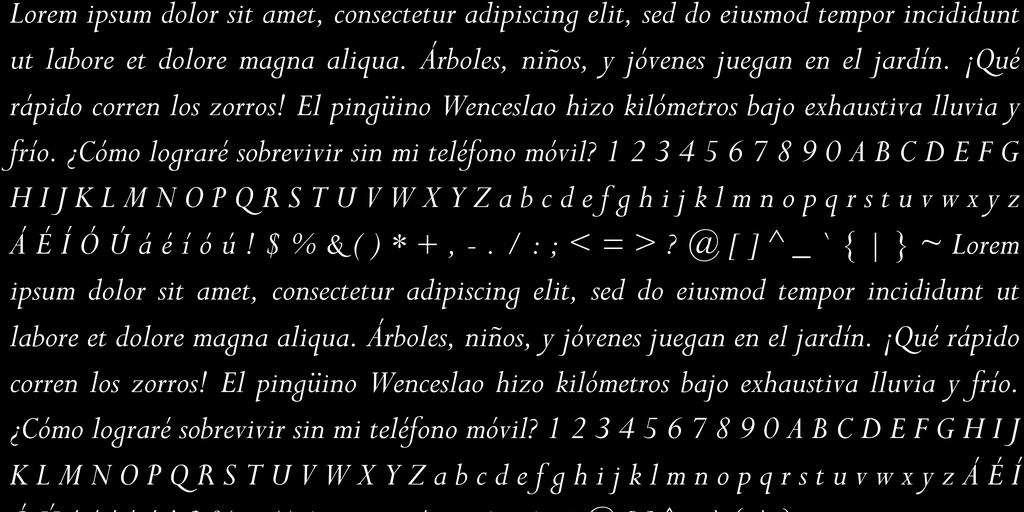 Lorem ipsum dolor sit amet, consectetur adipiscing elit, sed do eiusmod tempor incididunt
ut labore et dolore magna aliqua. Árboles, niños, y jóvenes juegan en el jardín. ¡Qué
rápido corren los zorros! El pingüino Wenceslao hizo kilómetros bajo exhaustiva lluvia y
frío. ¿Cómo lograré sobrevivir sin mi teléfono móvil? 1 2 3 4 5 6 7 8 9 0 A B C D E F G
H I J K L M N O P Q R S T U V W X Y Z a b c d e f g h i j k l m n o p q r s t u v w x y z
Á É Í Ó Ú á é í ó ú ! $ % & ( ) * + , - . / : ; < = > ? @ [ ] ^ _ ` { | } ~ Lorem
ipsum dolor sit amet, consectetur adipiscing elit, sed do eiusmod tempor incididunt ut
labore et dolore magna aliqua. Árboles, niños, y jóvenes juegan en el jardín. ¡Qué rápido
corren los zorros! El pingüino Wenceslao hizo kilómetros bajo exhaustiva lluvia y frío.
¿Cómo lograré sobrevivir sin mi teléfono móvil? 1 2 3 4 5 6 7 8 9 0 A B C D E F G H I J
K L M N O P Q R S T U V W X Y Z a b c d e f g h i j k l m n o p q r s t u v w x y z Á É Í